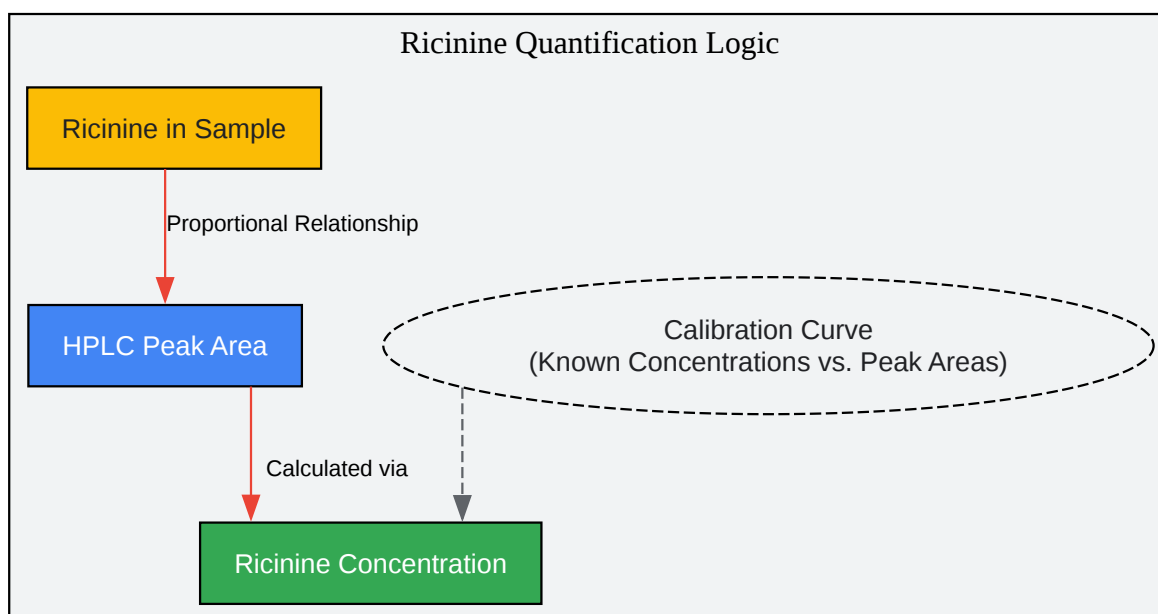 Ricinine Quantification Logic
Ricinine in Sample
Proportional Relationship
HPLC Peak Area
Calibration Curve
(Known Concentrations vs. Peak Areas)
Calculated via
Ricinine Concentration